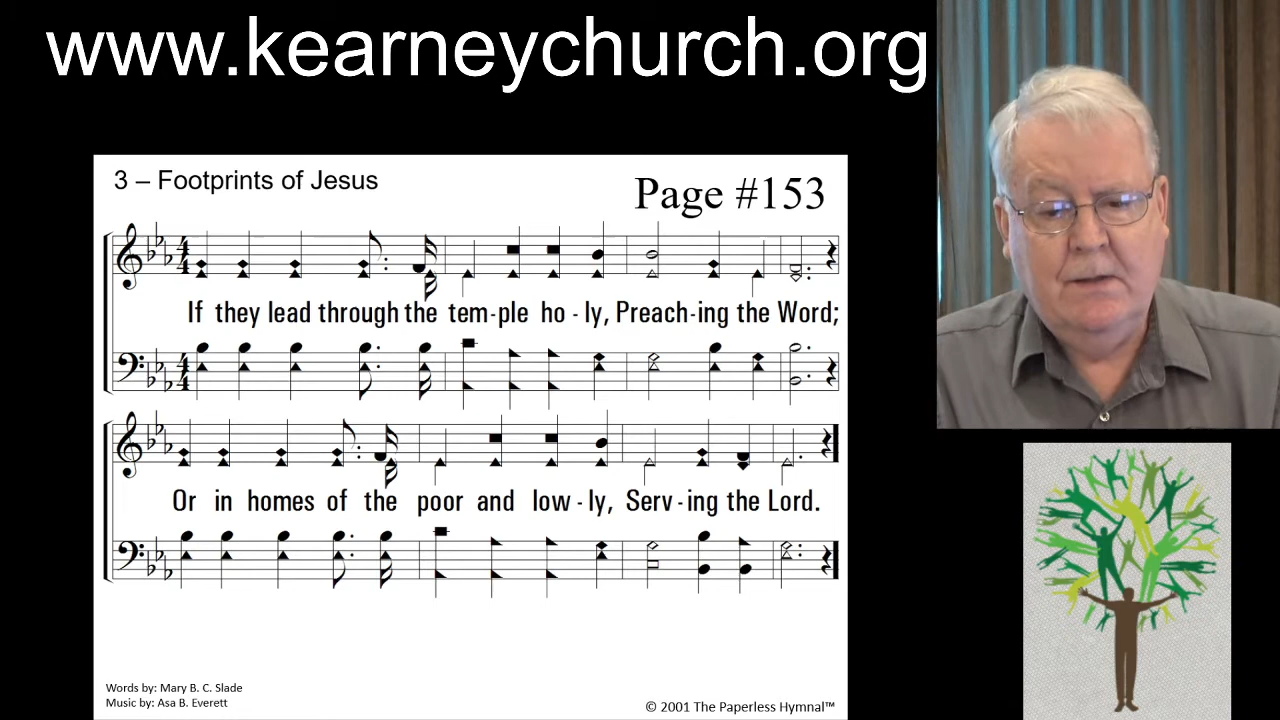 www.kearneychurch.org
3 – Footprints of Jesus
Page #153
If they lead through the tem-ple ho - ly, Preach-ing the Word;
Or in homes of the poor and low - ly, Serv - ing the Lord.
Words by: Mary B. C. Slade
Music by: Asa B. Everett
© 2001 The Paperless Hymnal™